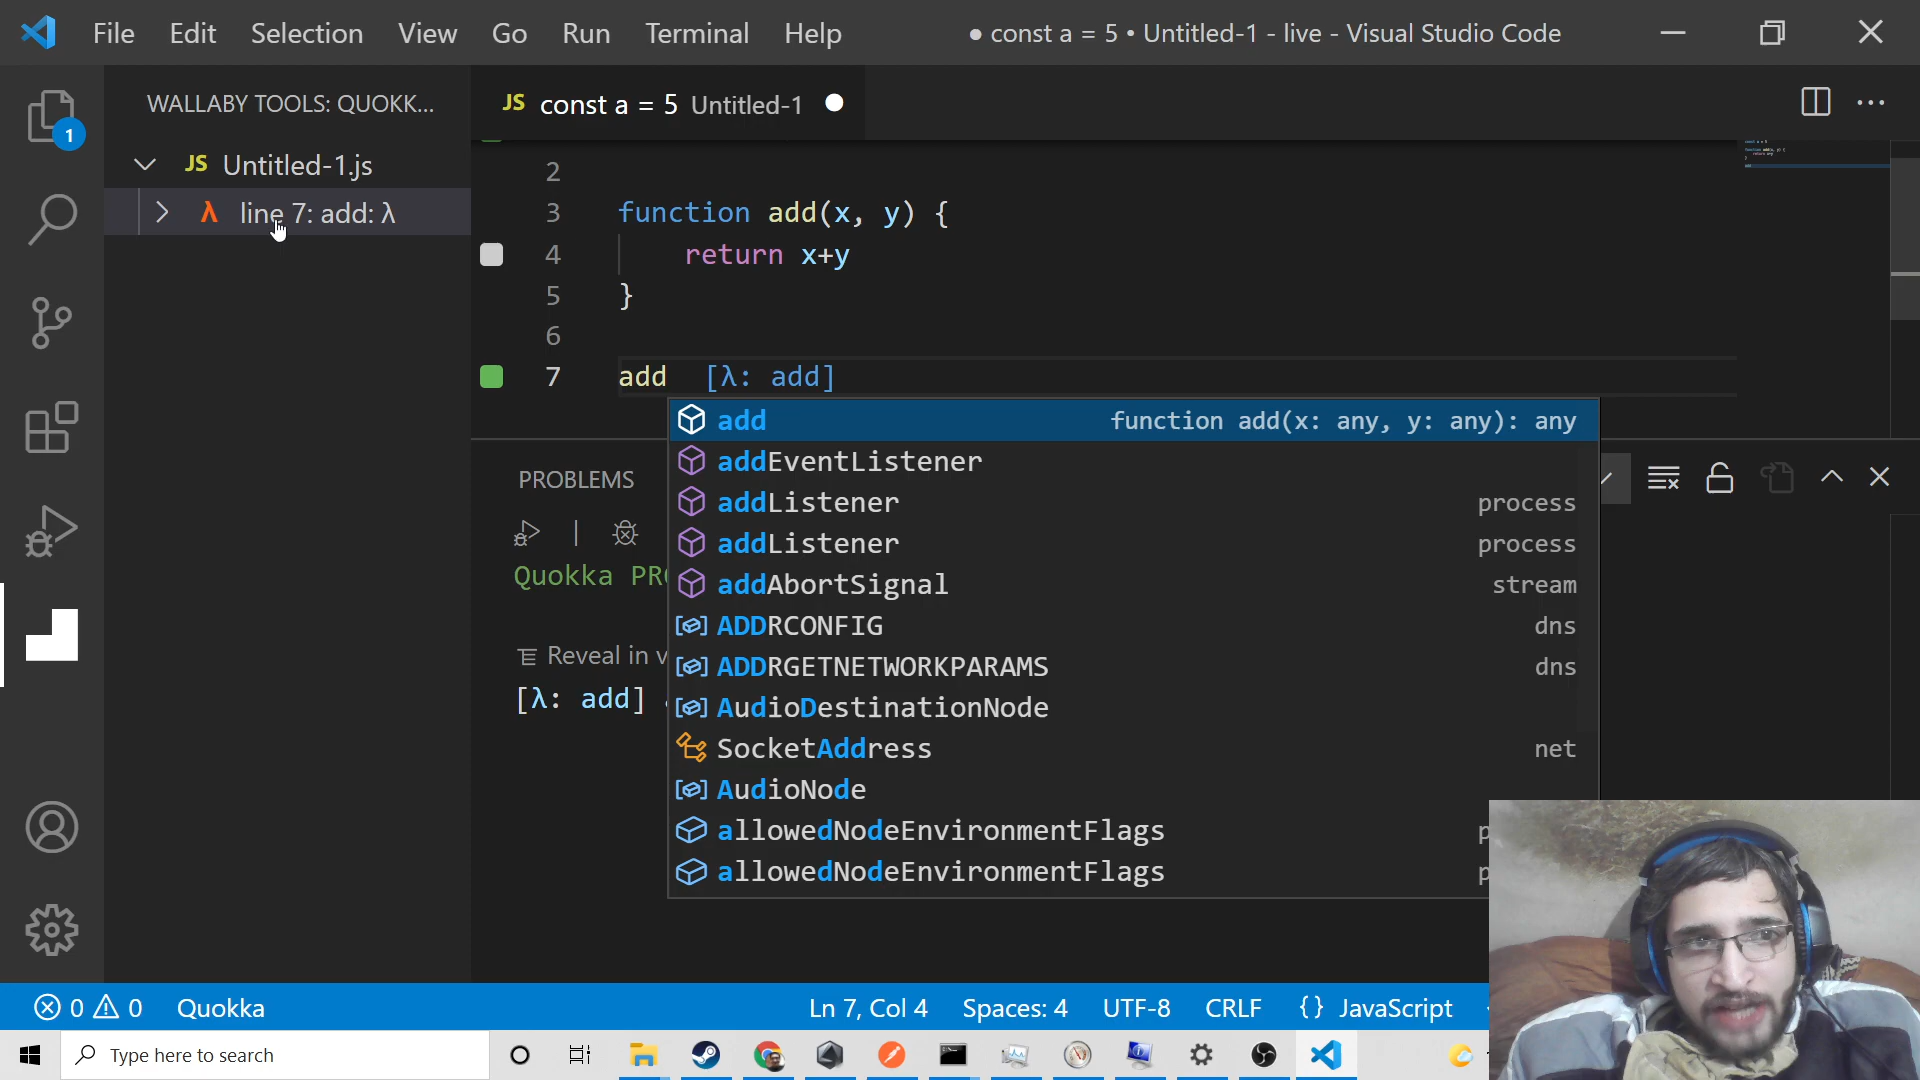 File Edit Selection View Go Run Terminal Help
● const a = 5 • Untitled-1 - live - Visual Studio Code
1
WALLABY TOOLS: QUOKK...
JS Untitled-1.js
λ line 7: add: λ
JS const a = 5 Untitled-1
2
3 function add(x, y) {
4 return x+y
5 }
6
7 add [λ: add]
add function add(x: any, y: any): any
addEventListener
addListener process
addListener process
addAbortSignal stream
ADDRCONFIG dns
ADDRGETNETWORKPARAMS dns
AudioDestinationNode
SocketAddress net
AudioNode
allowedNodeEnvironmentFlags
allowedNodeEnvironmentFlags
PROBLEMS
Quokka
Reveal in
[λ: add]
0 0 Quokka
Ln 7, Col 4 Spaces: 4 UTF-8 CRLF {} JavaScript
Type here to search